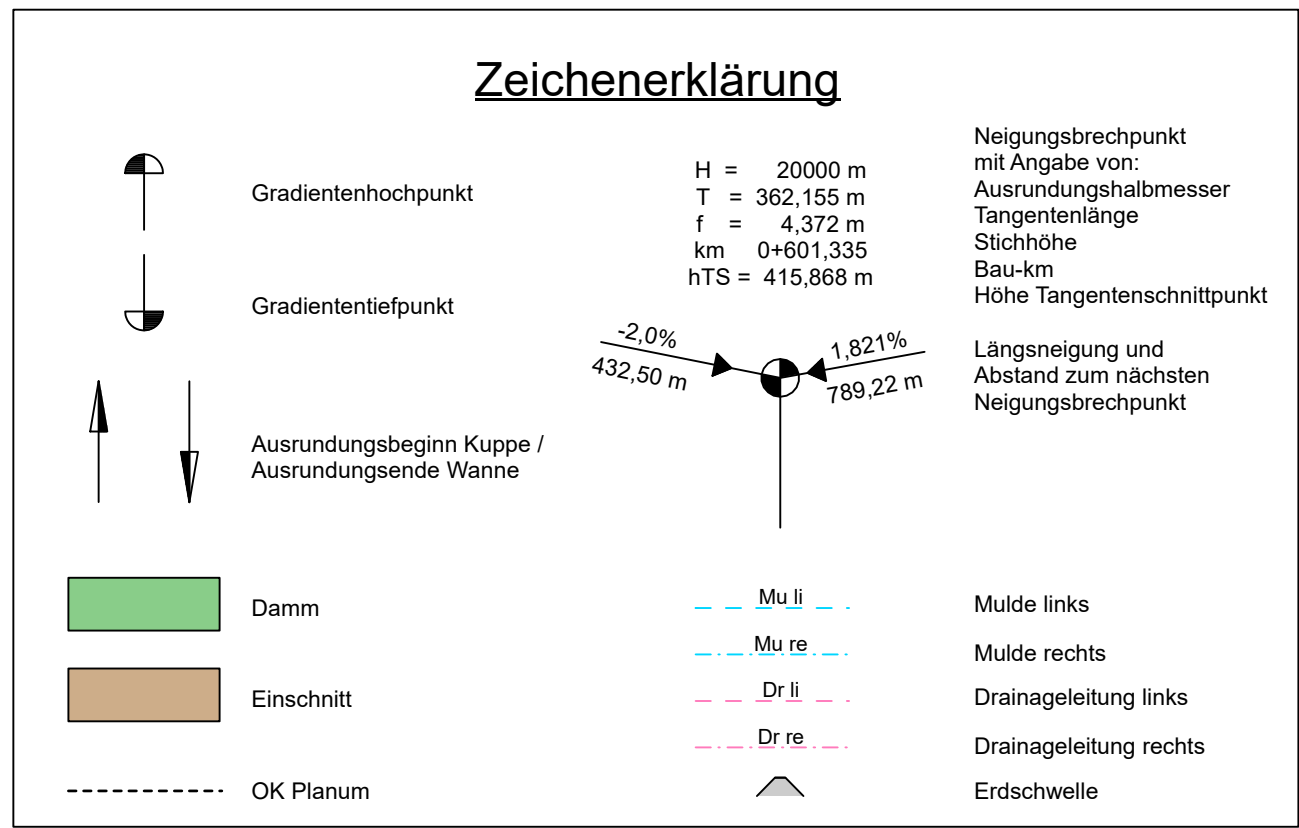 Zeichenerklärung
Gradientenhochpunkt
Gradiententiefpunkt
Ausrundungsbeginn Kuppe /
Ausrundungsende Wanne
Damm
Einschnitt
OK Planum
H = 20000 m
T = 362,155 m
f = 4,372 m
km 0+601,335
hTS = 415,868 m
-2,0%
432,50 m
1,821%
789,22 m
Neigungsbrechpunkt
mit Angabe von:
Ausrundungshalbmesser
Tangentenlänge
Stichhöhe
Bau-km
Höhe Tangentenschnittpunkt
Längsneigung und
Abstand zum nächsten
Neigungsbrechpunkt
Mu li
Mulde links
Mu re
Mulde rechts
Dr li
Drainageleitung links
Dr re
Drainageleitung rechts
Erdschwelle